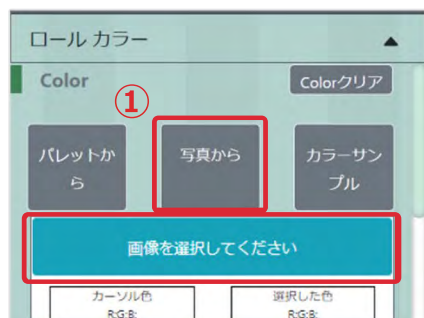 ロール カラー ▲
Color Colorクリア
①
パレットか
ら
写真から
カラーサン
プル
画像を選択してください
カーソル色
R:G:B:
選択した色
R:G:B: